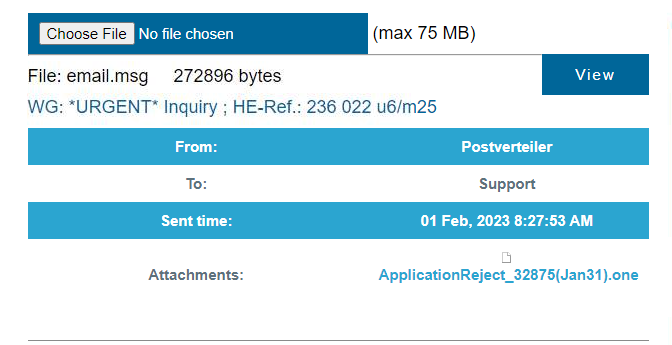 Choose File No file chosen (max 75 MB)
File: email.msg 272896 bytes View
WG: *URGENT* Inquiry ; HE-Ref.: 236 022 u6/m25
From: Postverteiler
To: Support
Sent time: 01 Feb, 2023 8:27:53 AM
Attachments: ApplicationReject_32875(Jan31).one